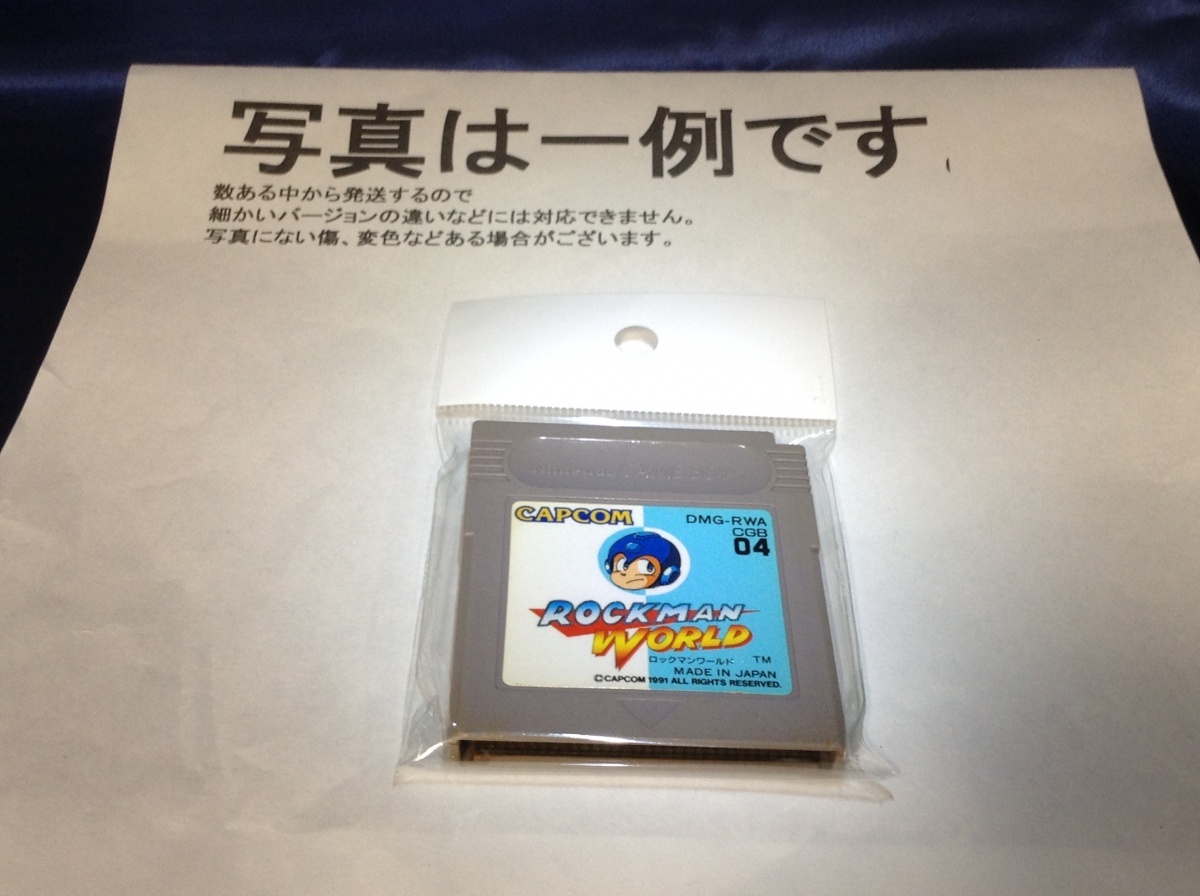 写真は一例です
数ある中から発送するので
細かいバージョンの違いなどには対応できません。
写真にない傷、変色などある場合がございます。
Nintendo GAME BOY
CAPCOM
DMG-RWA
CGB
04
ROCKMAN
WORLD
ロックマンワールド TM
MADE IN JAPAN
©CAPCOM 1991 ALL RIGHTS RESERVED.